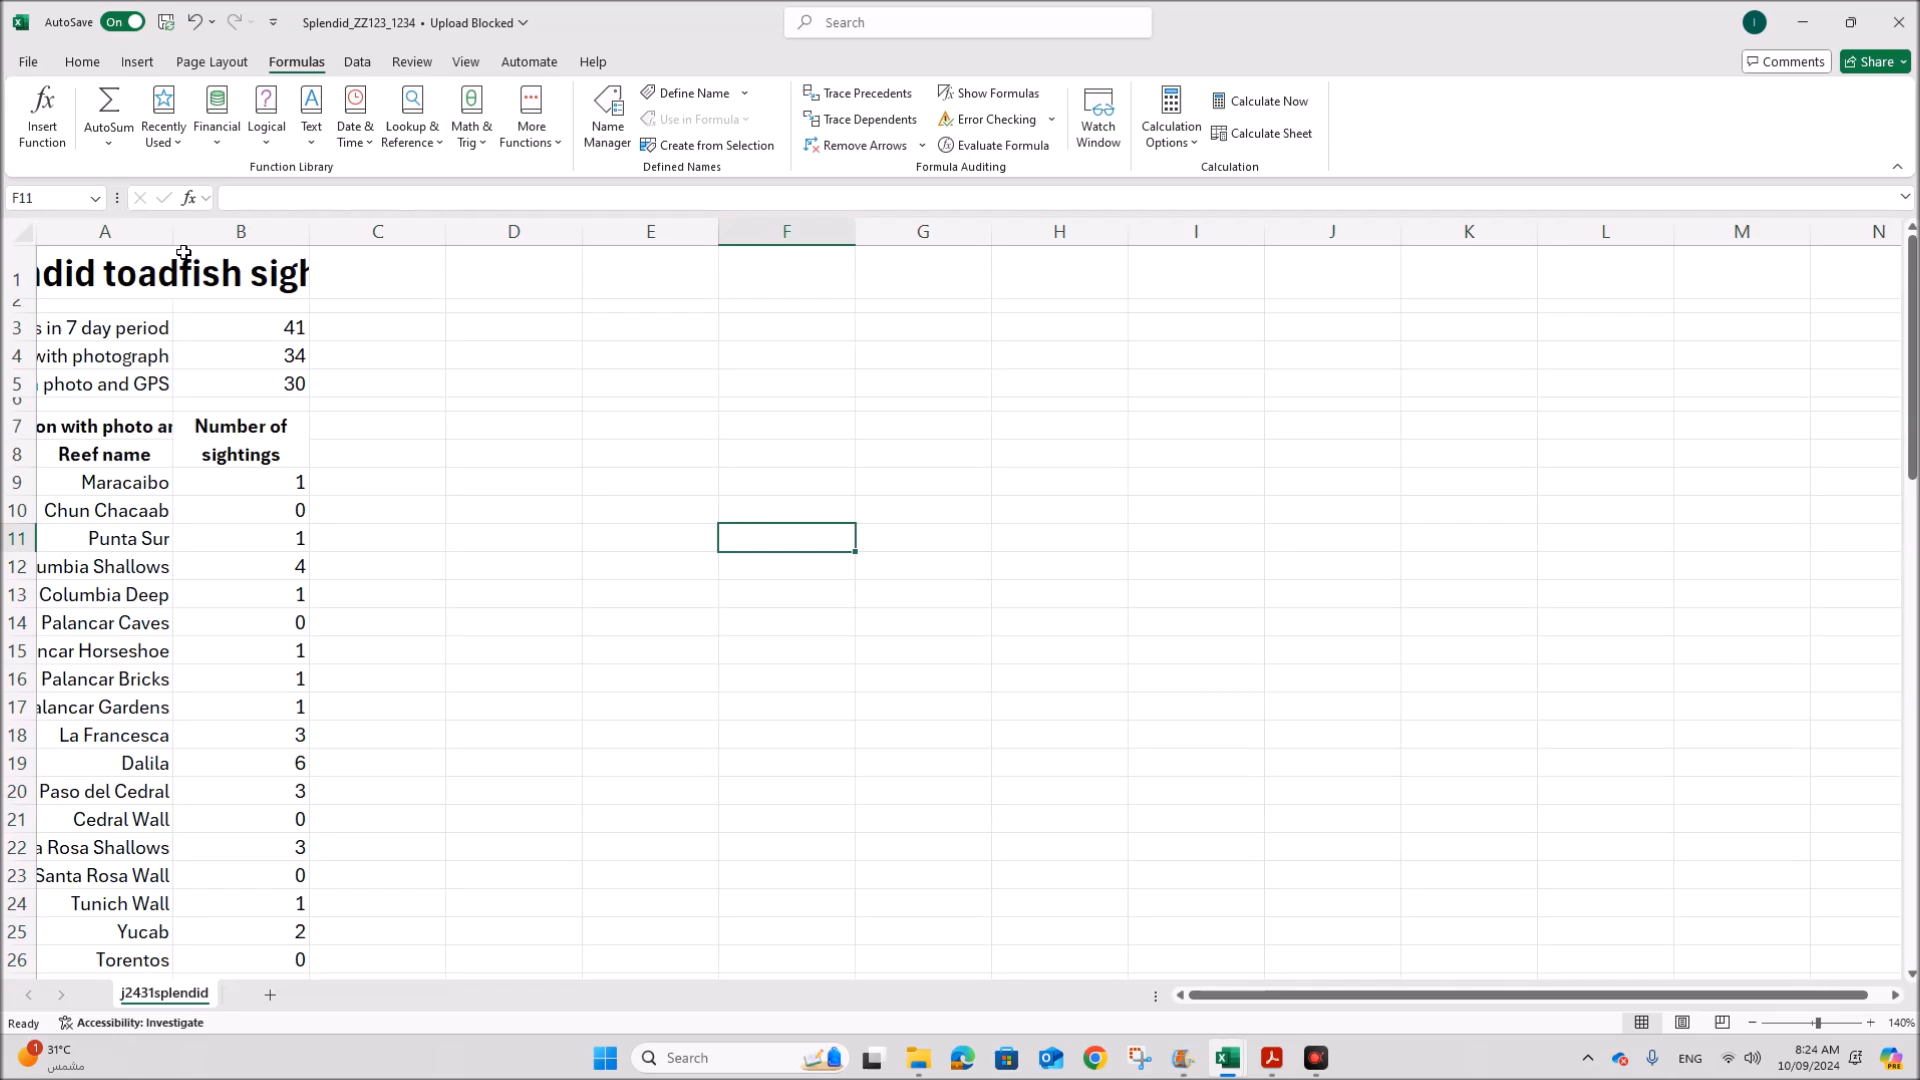 AutoSave On Splendid_ZZ123_1234 • Upload Blocked Search I
File Home Insert Page Layout Formulas Data Review View Automate Help Comments Share
Insert Function AutoSum Recently Used Financial Logical Text Date & Time Lookup & Reference Math & Trig More Functions
Function Library
Name Manager Define Name Use in Formula Create from Selection
Defined Names
Trace Precedents Show Formulas
Trace Dependents Error Checking
Remove Arrows Evaluate Formula
Formula Auditing
Watch Window
Calculation Options Calculate Now Calculate Sheet
Calculation
F11 fx
A B C D E F G H I J K L M N
1 ndid toadfish sigh
2
3 s in 7 day period 41
4 with photograph 34
5 photo and GPS 30
6
7 on with photo an Number of
8 Reef name sightings
9 Maracaibo 1
10 Chun Chacaab 0
11 Punta Sur 1
12 umbia Shallows 4
13 Columbia Deep 1
14 Palancar Caves 0
15 ncar Horseshoe 1
16 Palancar Bricks 1
17 alancar Gardens 1
18 La Francesca 3
19 Dalila 6
20 Paso del Cedral 3
21 Cedral Wall 0
22 a Rosa Shallows 3
23 Santa Rosa Wall 0
24 Tunich Wall 1
25 Yucab 2
26 Torentos 0
j2431splendid
Ready Accessibility: Investigate 140%
1 31°C
مشمس
Search
ENG
8:24 AM
10/09/2024
PRE